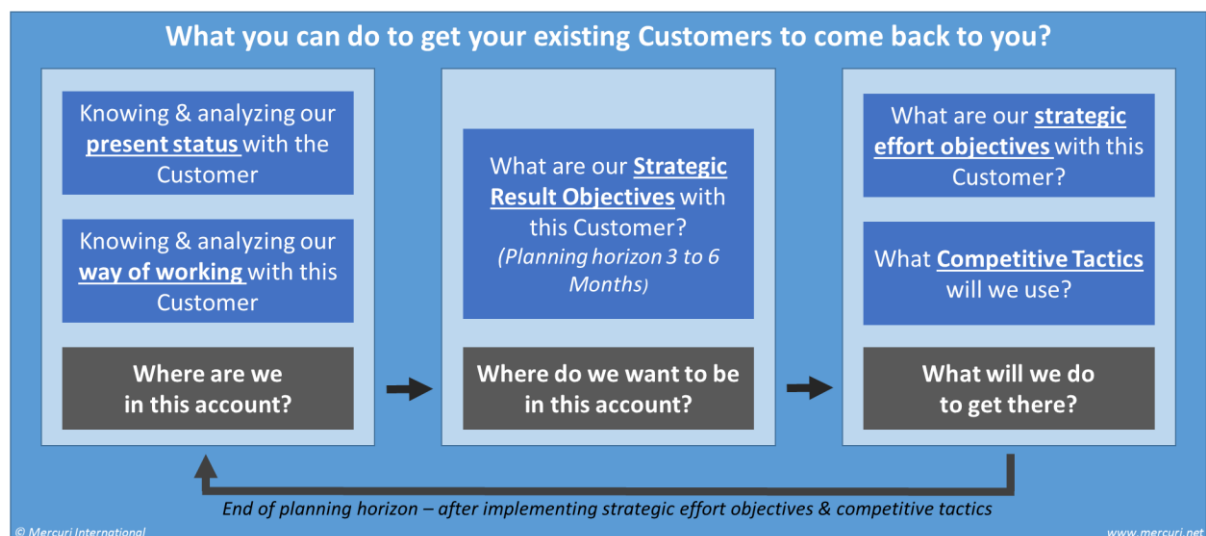 What you can do to get your existing Customers to come back to you?
Knowing & analyzing our
present status with the
Customer
Knowing & analyzing our
way of working with this
Customer
Where are we
in this account?
What are our Strategic
Result Objectives with
this Customer?
(Planning horizon 3 to 6
Months)
Where do we want to be
in this account?
What are our strategic
effort objectives with this
Customer?
What Competitive Tactics
will we use?
What will we do
to get there?
End of planning horizon – after implementing strategic effort objectives & competitive tactics
© Mercuri International
www.mercuri.net